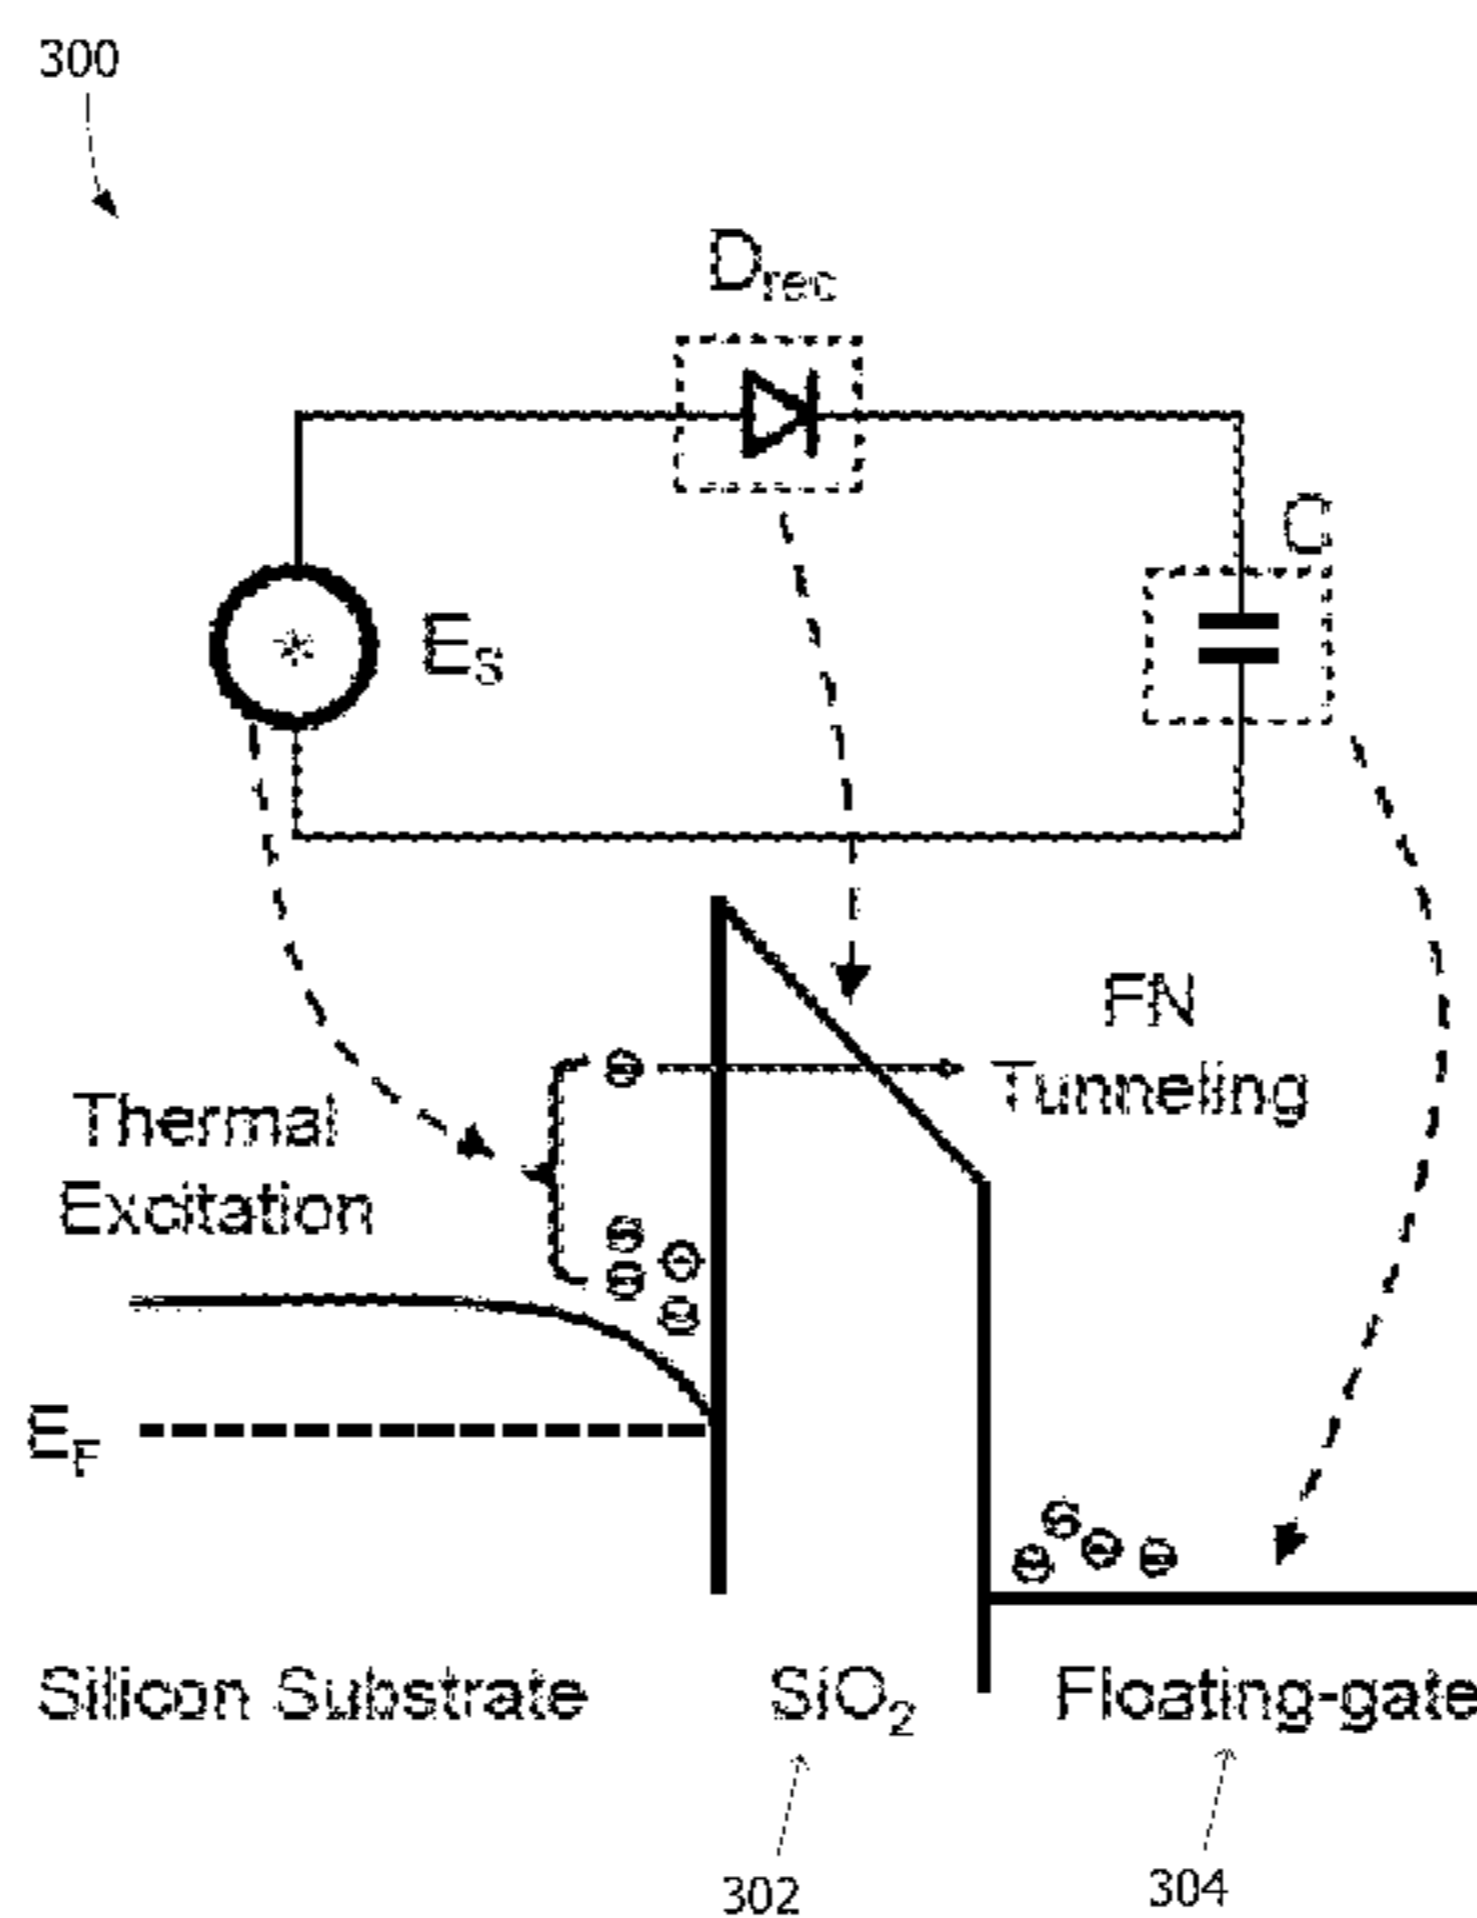 300
Drec
C
ES
FN
Tunneling
Thermal
Excitation
EF
Silicon Substrate
SiO2
Floating-gate
302
304